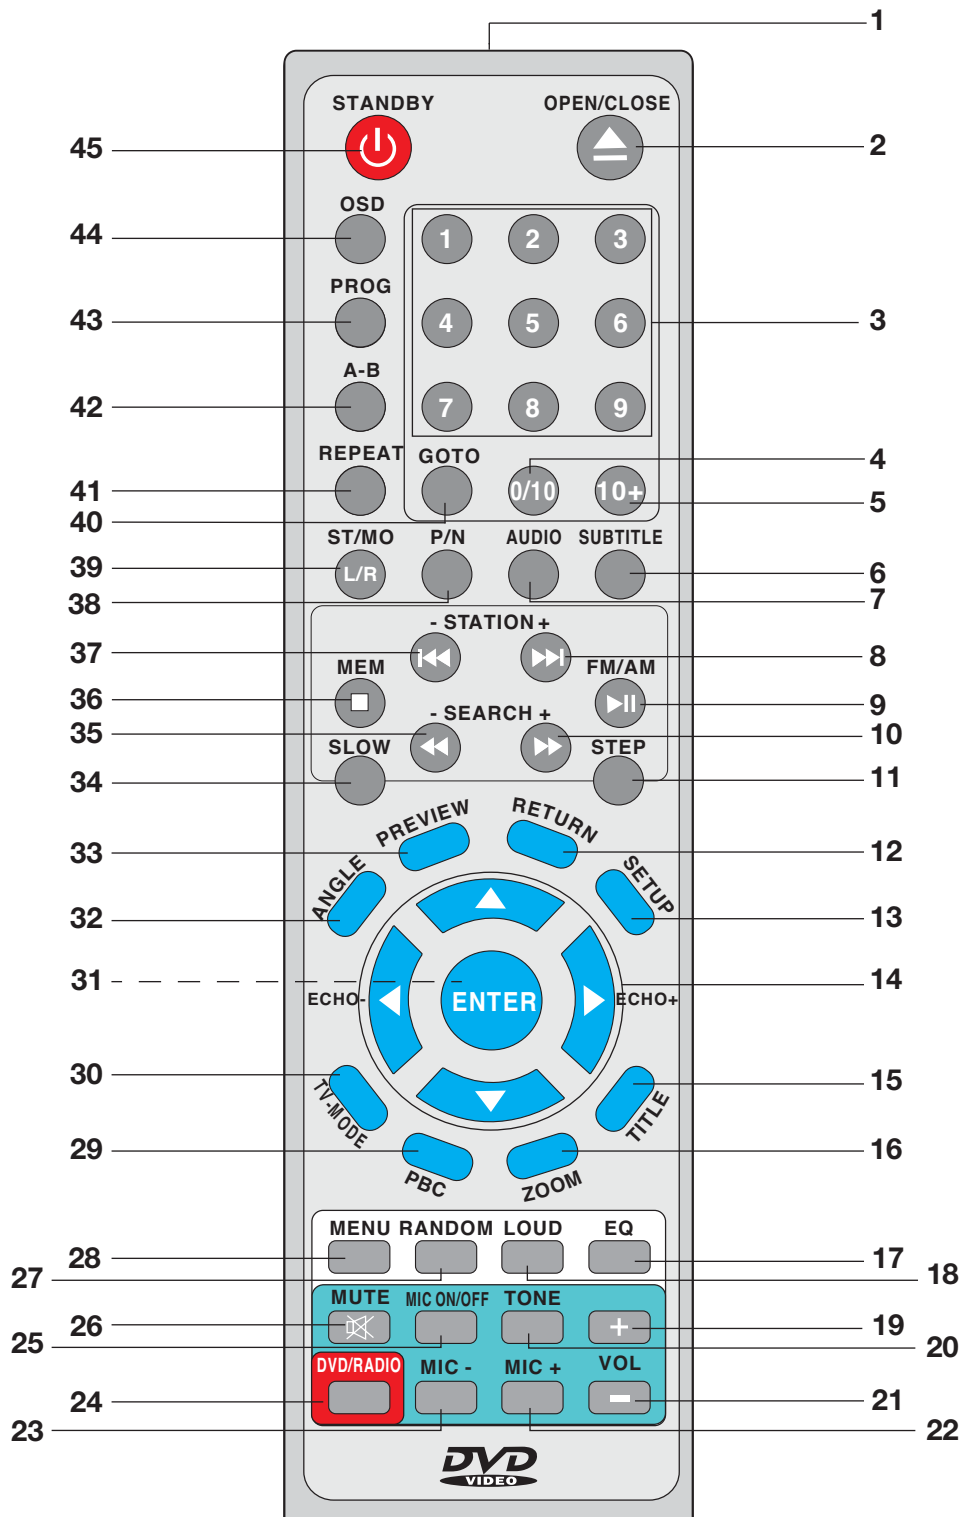 1
STANDBY OPEN/CLOSE
45 2
OSD
44 1 2 3
PROG
43 4 5 6 3
A-B
42 7 8 9
REPEAT GOTO 4
41 0/10 10+ 5
40
ST/MO P/N AUDIO SUBTITLE
39 L/R 6
38 7
- STATION +
37 8
MEM FM/AM
36 9
- SEARCH +
35 10
SLOW STEP
34 11
PREVIEW RETURN
33 12
ANGLE SETUP
32 13
31 14
ECHO- ENTER ECHO+
30 15
TV-MODE TITLE
29 16
PBC ZOOM
MENU RANDOM LOUD EQ
28 17
27 18
MUTE MIC ON/OFF TONE
26 + 19
25 20
DVD/RADIO MIC - MIC + VOL
24 21
23 22
DVD
VIDEO